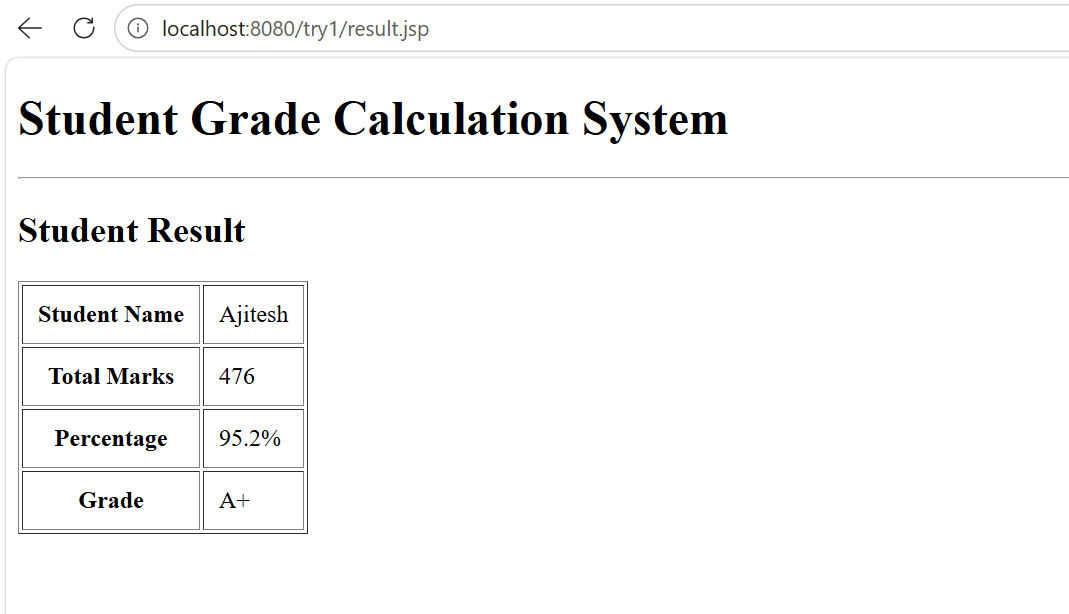 localhost:8080/try1/result.jsp
Student Grade Calculation System
Student Result
Student Name Ajitesh
Total Marks 476
Percentage 95.2%
Grade A+